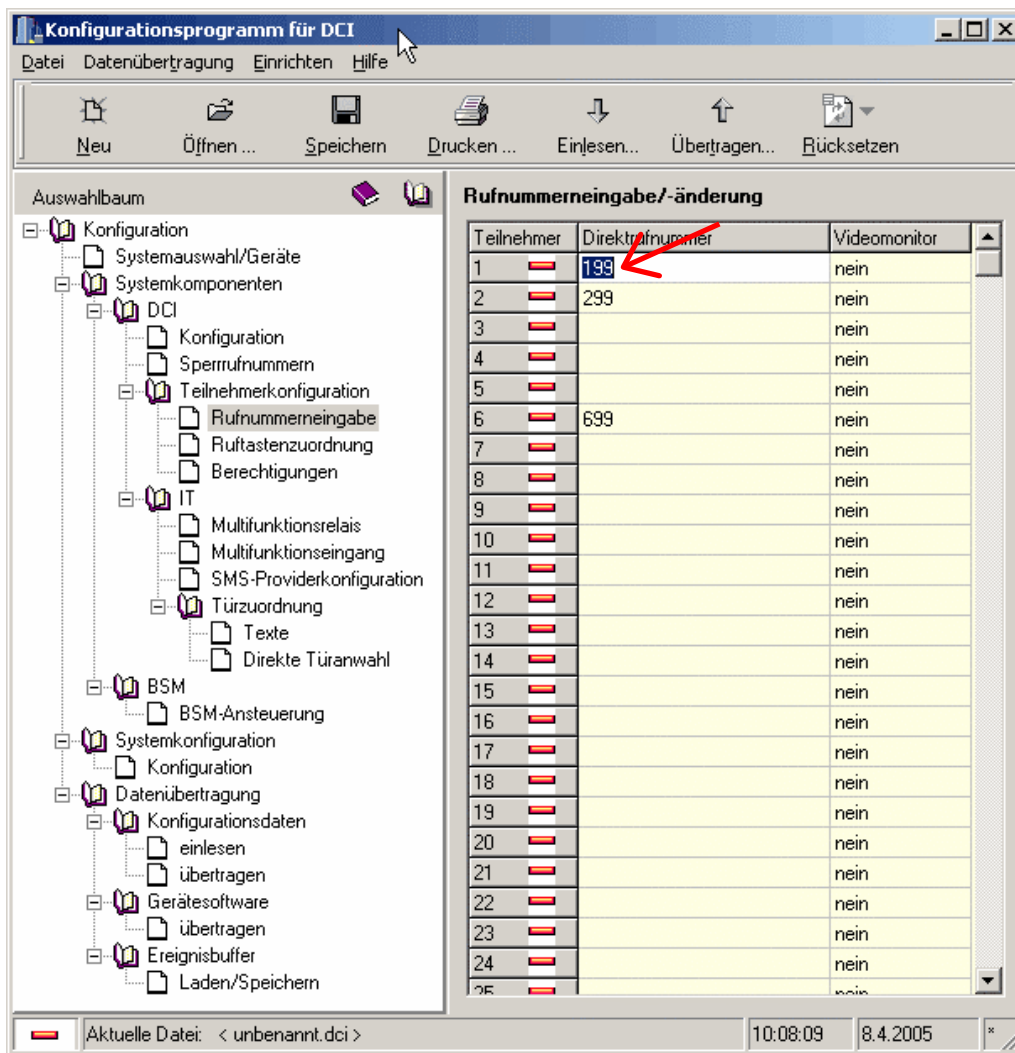 Konfigurationsprogramm für DCI
Datei Datenübertragung Einrichten Hilfe
Neu Öffnen ... Speichern Drucken ... Einlesen... Übertragen... Rücksetzen
Auswahlbaum
Konfiguration
Systemauswahl/Geräte
Systemkomponenten
DCI
Konfiguration
Sperrrufnummern
Teilnehmerkonfiguration
Rufnummerneingabe
Ruftastenzuordnung
Berechtigungen
IT
Multifunktionsrelais
Multifunktionseingang
SMS-Providerkonfiguration
Türzuordnung
Texte
Direkte Türanwahl
BSM
BSM-Ansteuerung
Systemkonfiguration
Konfiguration
Datenübertragung
Konfigurationsdaten
einlesen
übertragen
Gerätesoftware
übertragen
Ereignisbuffer
Laden/Speichern
Rufnummerneingabe/-änderung
Teilnehmer Direktrufnummer Videomonitor
1 199 nein
2 299 nein
3 nein
4 nein
5 nein
6 699 nein
7 nein
8 nein
9 nein
10 nein
11 nein
12 nein
13 nein
14 nein
15 nein
16 nein
17 nein
18 nein
19 nein
20 nein
21 nein
22 nein
23 nein
24 nein
25 nein
Aktuelle Datei: < unbenannt.dci > 10:08:09 8.4.2005 *